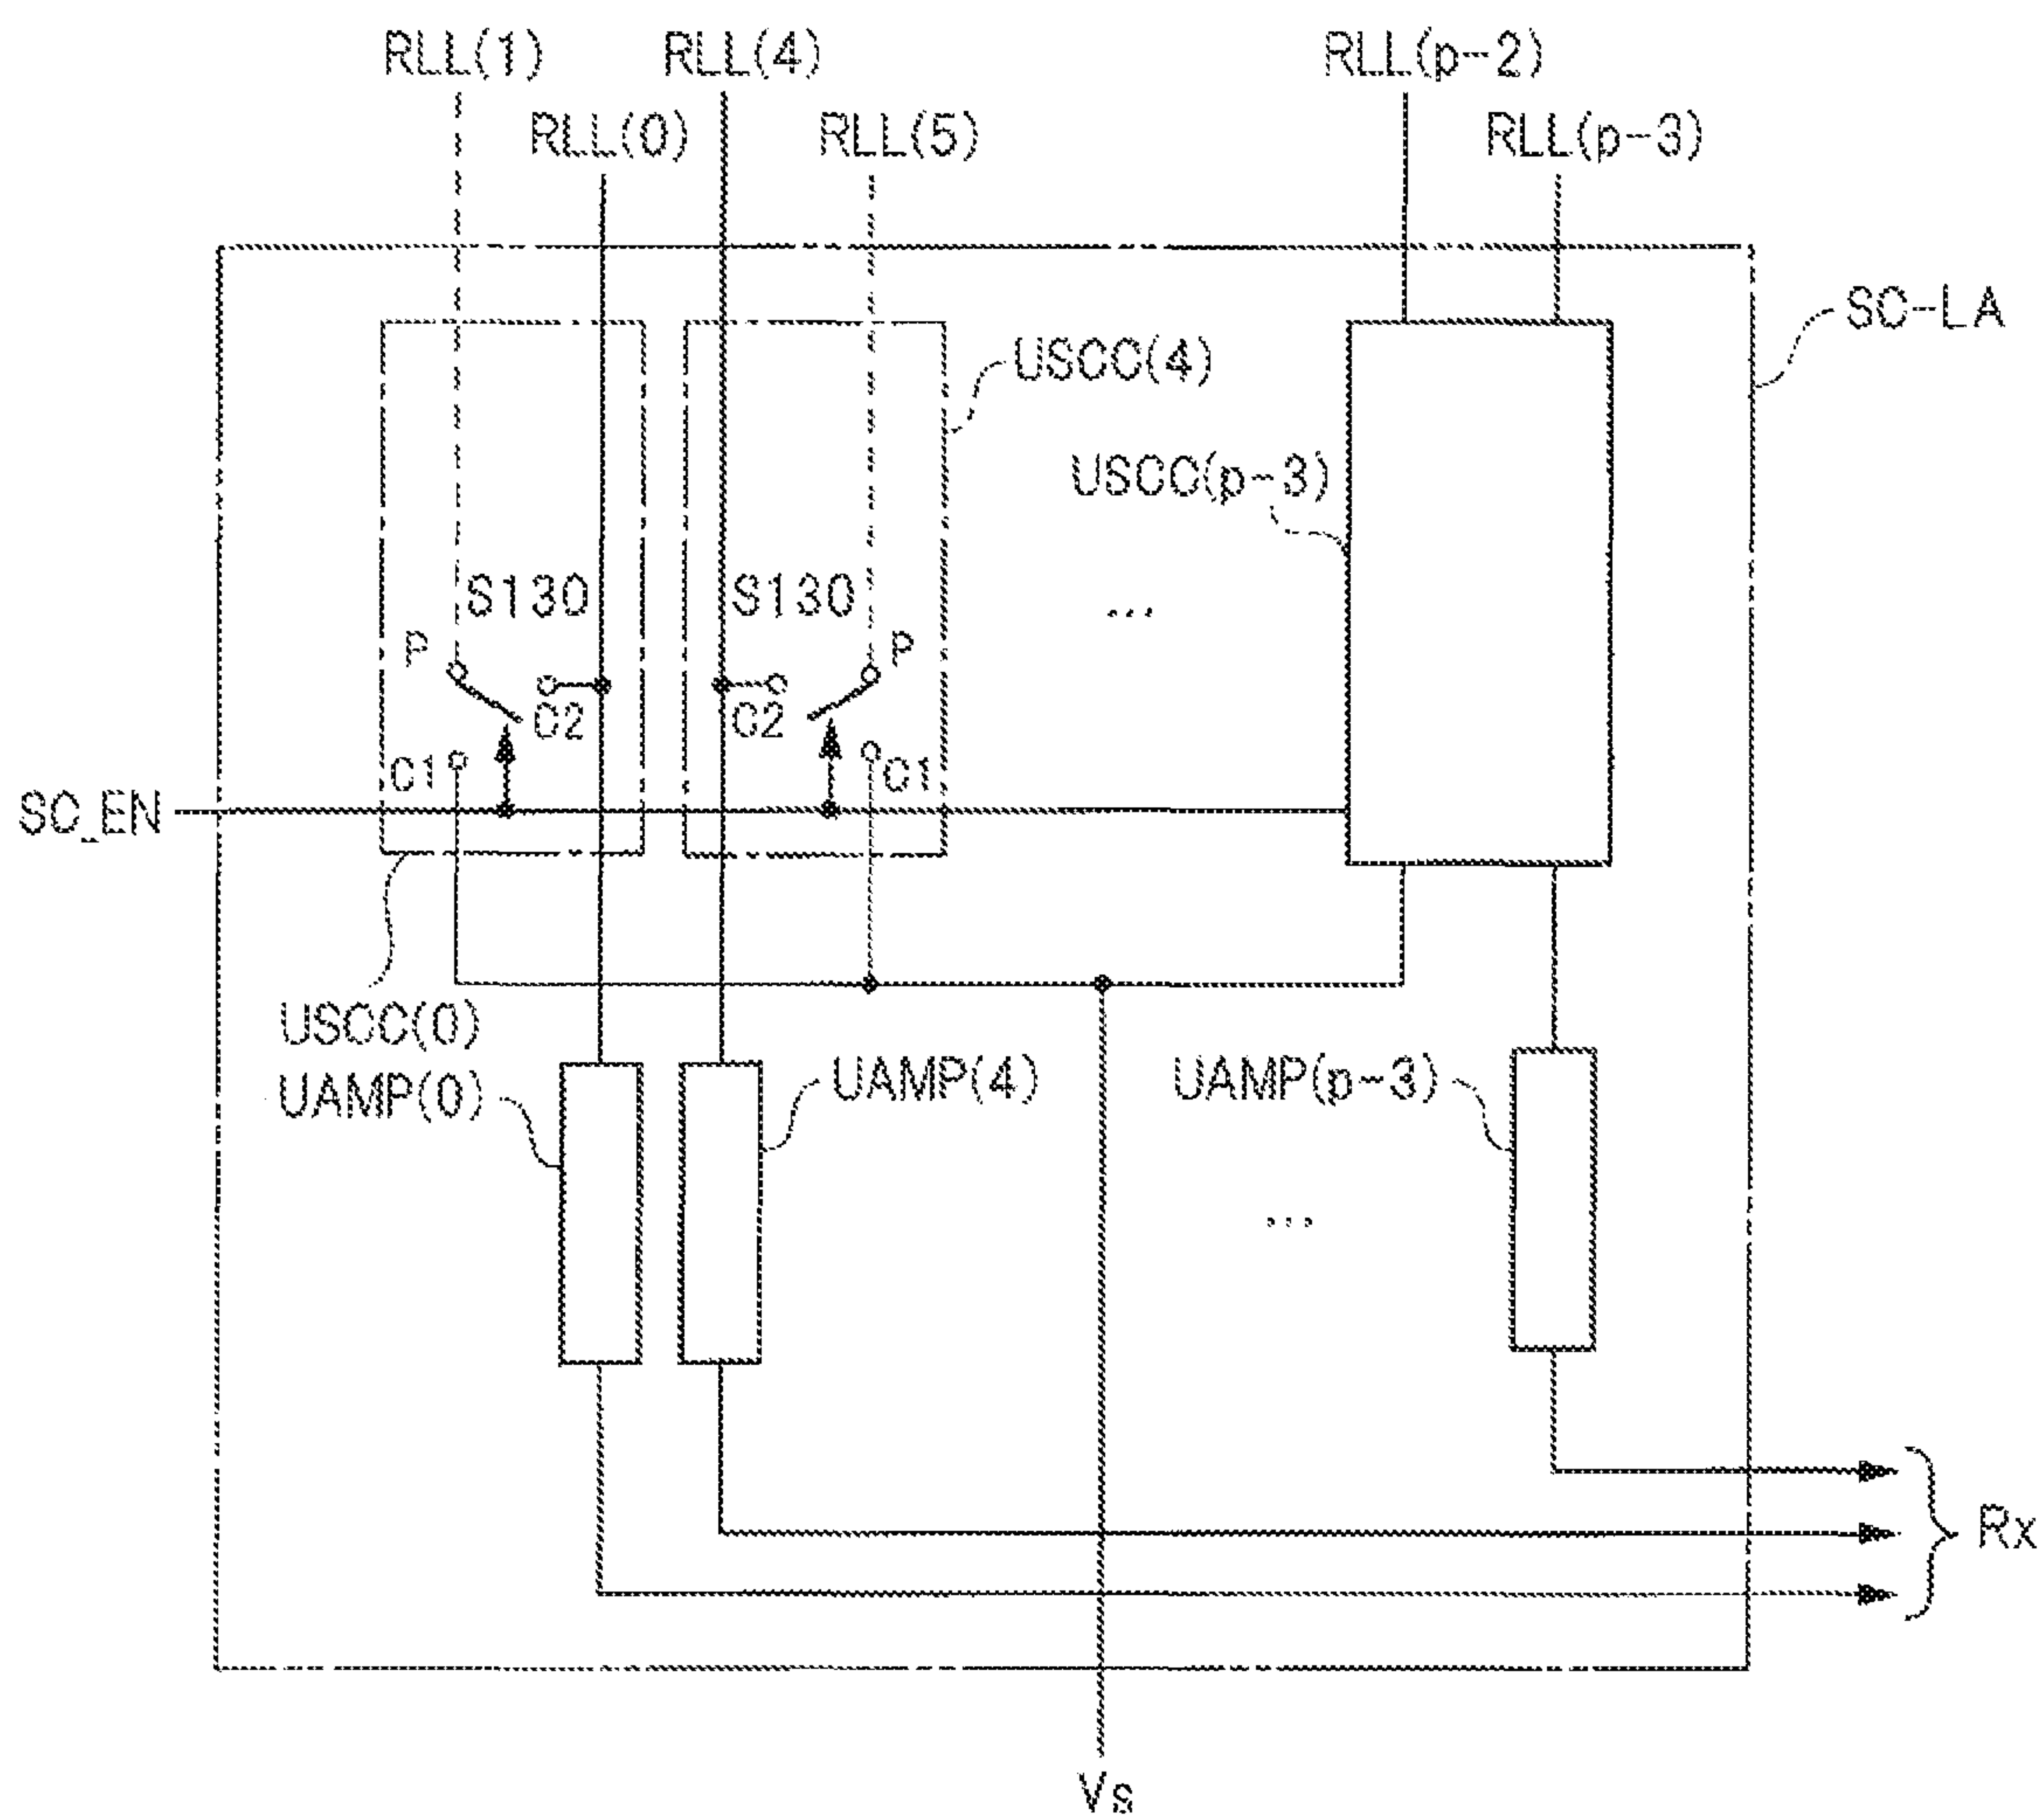 RLL(1)
RLL(4)
RLL(p-2)
RLL(0)
RLL(5)
RLL(p-3)
SC-LA
USCC(4)
USCC(p-3)
S130
S130
...
P
P
C2
C2
C1
C1
SC_EN
USCC(0)
UAMP(0)
UAMP(4)
UAMP(p-3)
...
Rx
Vs